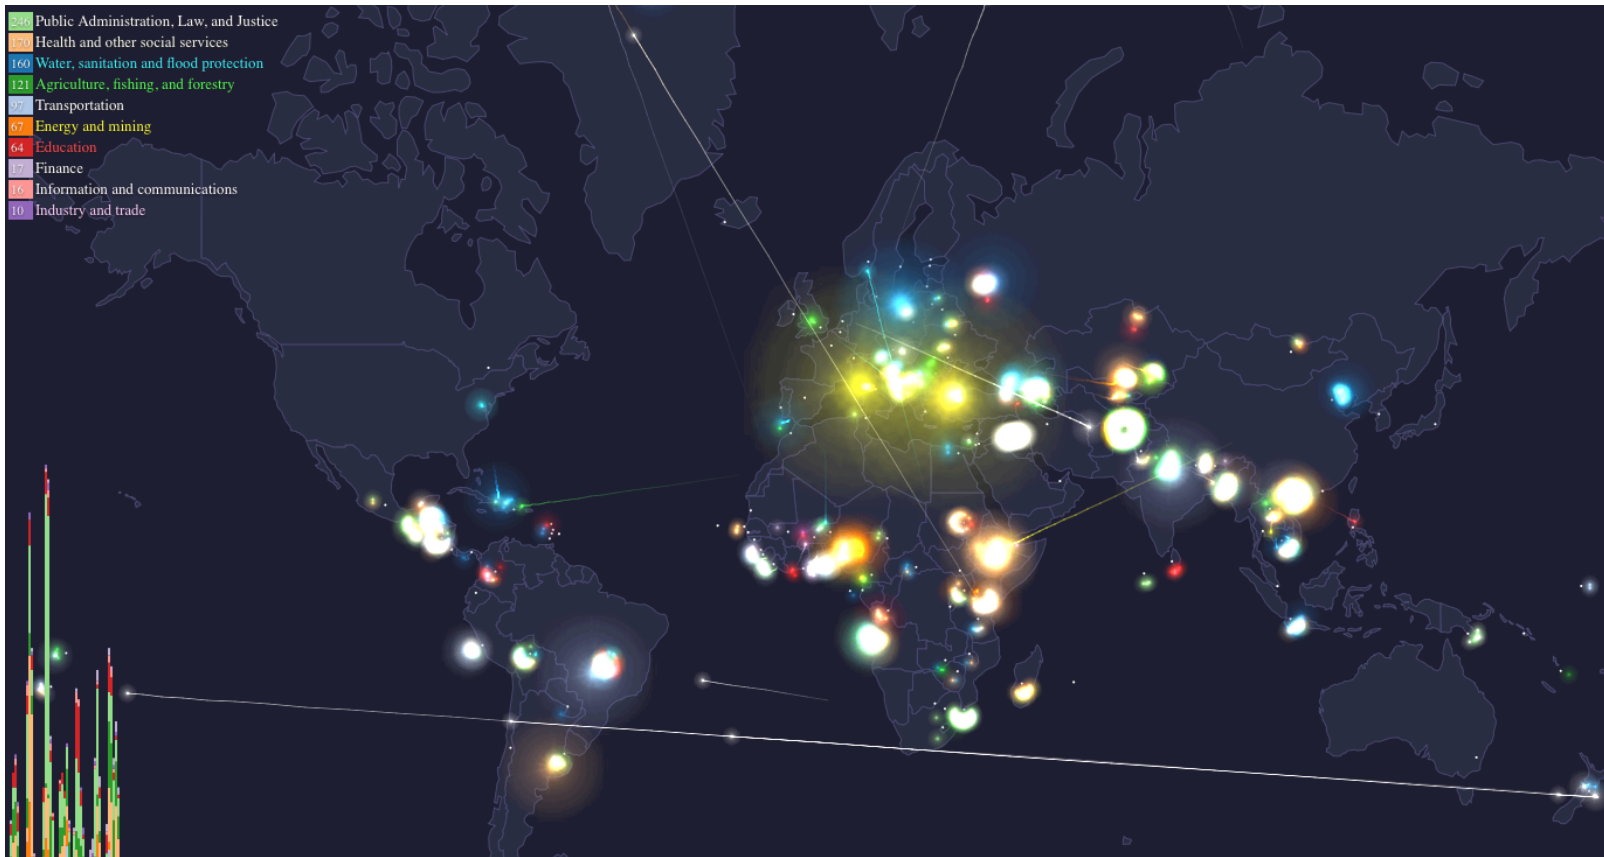 246 Public Administration, Law, and Justice
170 Health and other social services
160 Water, sanitation and flood protection
121 Agriculture, fishing, and forestry
97 Transportation
67 Energy and mining
64 Education
17 Finance
16 Information and communications
10 Industry and trade